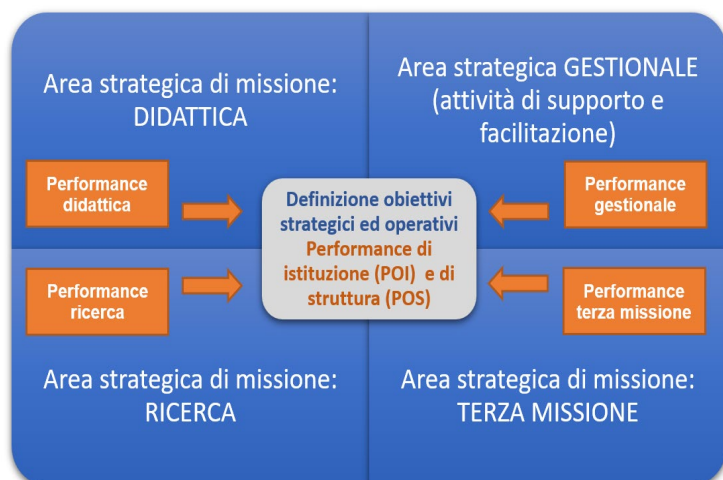 Area strategica di missione:
DIDATTICA
Area strategica GESTIONALE
(attività di supporto e
facilitazione)
Performance
didattica
Performance
gestionale
Definizione obiettivi
strategici ed operativi
Performance di
istituzione (POI) e di
struttura (POS)
Performance
ricerca
Performance
terza missione
Area strategica di missione:
RICERCA
Area strategica di missione:
TERZA MISSIONE